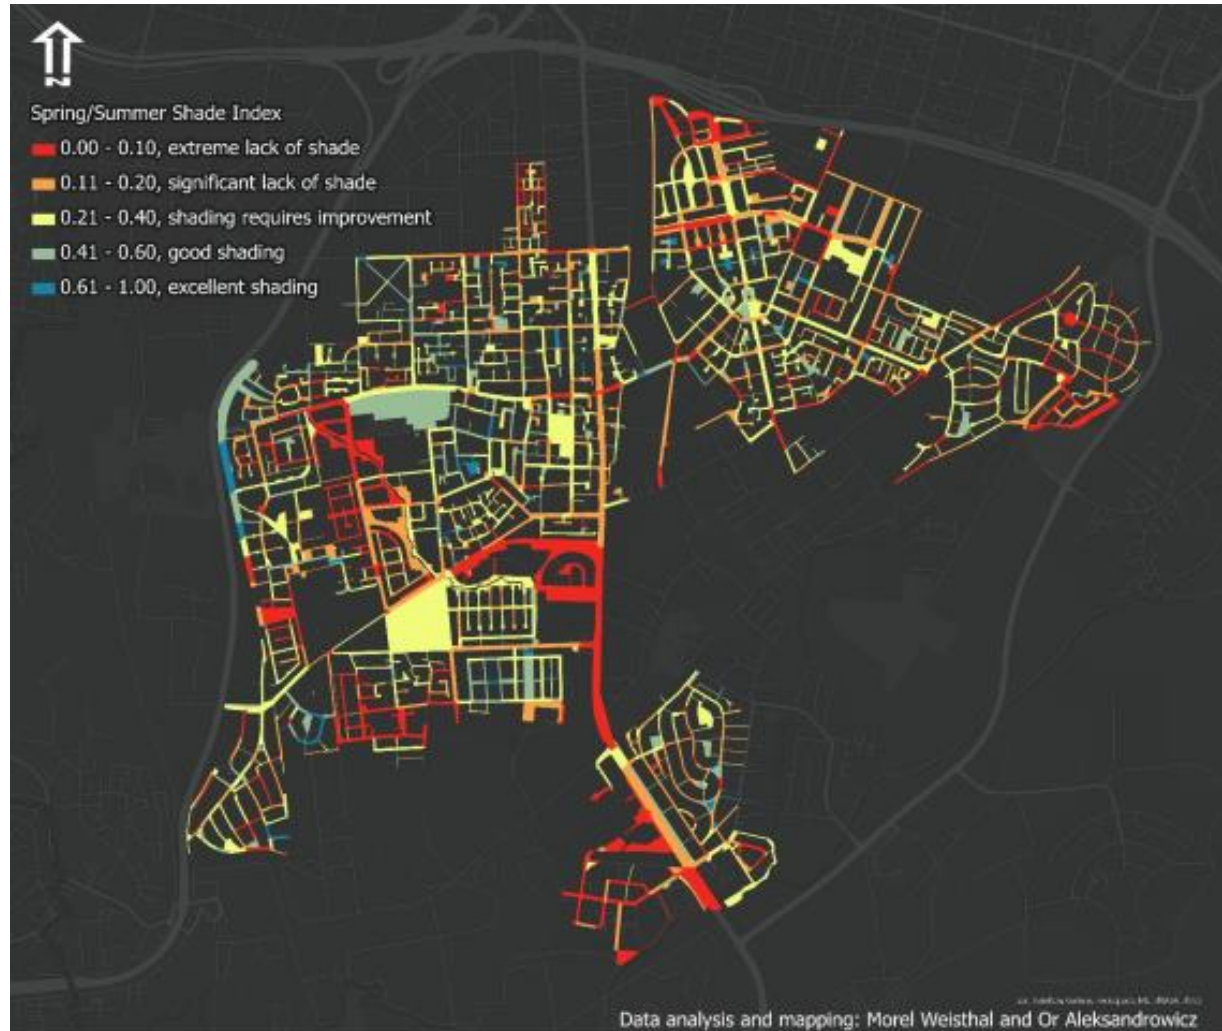 N
Spring/Summer Shade Index
0.00 - 0.10, extreme lack of shade
0.11 - 0.20, significant lack of shade
0.21 - 0.40, shading requires improvement
0.41 - 0.60, good shading
0.61 - 1.00, excellent shading
Data analysis and mapping: Morel Weisthal and Or Aleksandrowicz